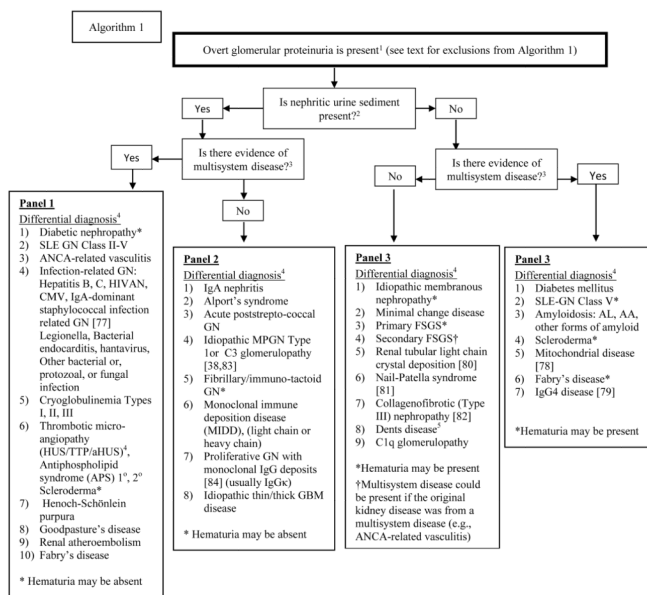 Algorithm 1
Overt glomerular proteinuria is present¹ (see text for exclusions from Algorithm 1)
Is nephritic urine sediment
present?²
Yes
No
Is there evidence of
multisystem disease?³
Yes
No
Is there evidence of
multisystem disease?³
No
Yes
Panel 1
Differential diagnosis⁴
1) Diabetic nephropathy*
2) SLE GN Class II-V
3) ANCA-related vasculitis
4) Infection-related GN:
Hepatitis B, C, HIVAN,
CMV, IgA-dominant
staphylococcal infection
related GN [77]
Legionella, Bacterial
endocarditis, hantavirus,
Other bacterial or,
protozoal, or fungal
infection
5) Cryoglobulinemia Types
I, II, III
6) Thrombotic micro-
angiopathy
(HUS/TTP/aHUS)⁴,
Antiphospholipid
syndrome (APS) 1°, 2°
Scleroderma*
7) Henoch-Schönlein
purpura
8) Goodpasture's disease
9) Renal atheroembolism
10) Fabry's disease
* Hematuria may be absent
Panel 2
Differential diagnosis⁴
1) IgA nephritis
2) Alport's syndrome
3) Acute poststrepto-coccal
GN
4) Idiopathic MPGN Type
1or C3 glomerulopathy
[38,83]
5) Fibrillary/immuno-tactoid
GN*
6) Monoclonal immune
deposition disease
(MIDD), (light chain or
heavy chain)
7) Proliferative GN with
monoclonal IgG deposits
[84] (usually IgGκ)
8) Idiopathic thin/thick GBM
disease
* Hematuria may be absent
Panel 3
Differential diagnosis⁴
1) Idiopathic membranous
nephropathy*
2) Minimal change disease
3) Primary FSGS*
4) Secondary FSGS†
5) Renal tubular light chain
crystal deposition [80]
6) Nail-Patella syndrome
[81]
7) Collagenofibrotic (Type
III) nephropathy [82]
8) Dents disease⁵
9) C1q glomerulopathy
*Hematuria may be present
†Multisystem disease could
be present if the original
kidney disease was from a
multisystem disease (e.g.,
ANCA-related vasculitis)
Panel 3
Differential diagnosis⁴
1) Diabetes mellitus
2) SLE-GN Class V*
3) Amyloidosis: AL, AA,
other forms of amyloid
4) Scleroderma*
5) Mitochondrial disease
[78]
6) Fabry's disease*
7) IgG4 disease [79]
*Hematuria may be present